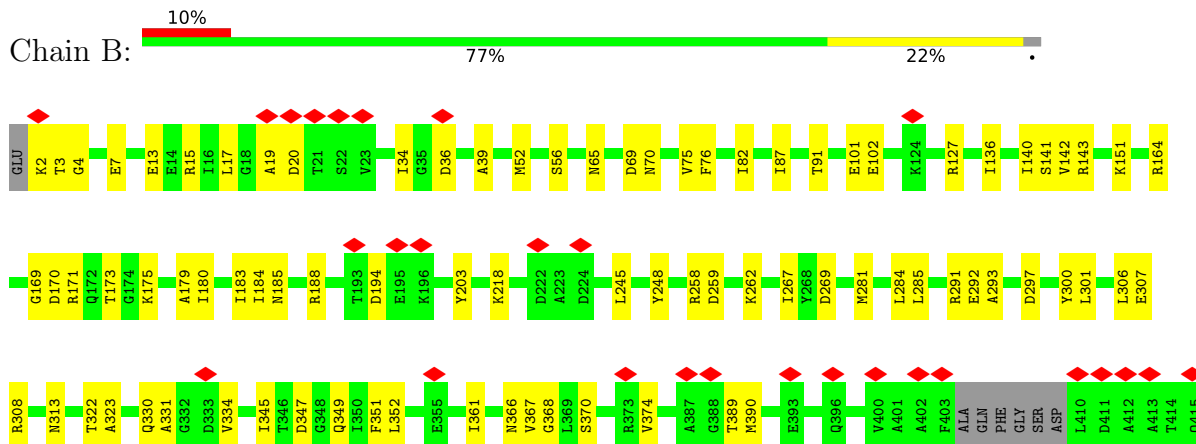 10%
Chain B:
77%
22%
.
GLU K2 T3 G4 E7 E13 E14 R15 I16 L17 G18 A19 D20 T21 S22 V23 I34 G35 D36 A39 M52 S56 N65 D69 N70 V75 F76 I82 I87 T91 E101 E102 K124 R127 I136 I140 S141 V142 R143 K151 R164
G169 D170 R171 Q172 T173 G174 K175 A179 I180 I183 I184 N185 R188 T193 D194 E195 K196 Y203 K218 D222 A223 D224 L245 Y248 R258 D259 K262 I267 Y268 D269 M281 L284 L285 R291 E292 A293 D297 Y300 L301 L306 E307
R308 N313 T322 A323 Q330 A331 G332 D333 V334 I345 T346 D347 G348 Q349 I350 F351 L352 E355 I361 N366 V367 G368 L369 S370 R373 V374 A387 G388 T389 M390 E393 Q396 V400 A401 A402 F403 ALA GLN PHE GLY SER ASP L410 D411 A412 A413 T414 Q415